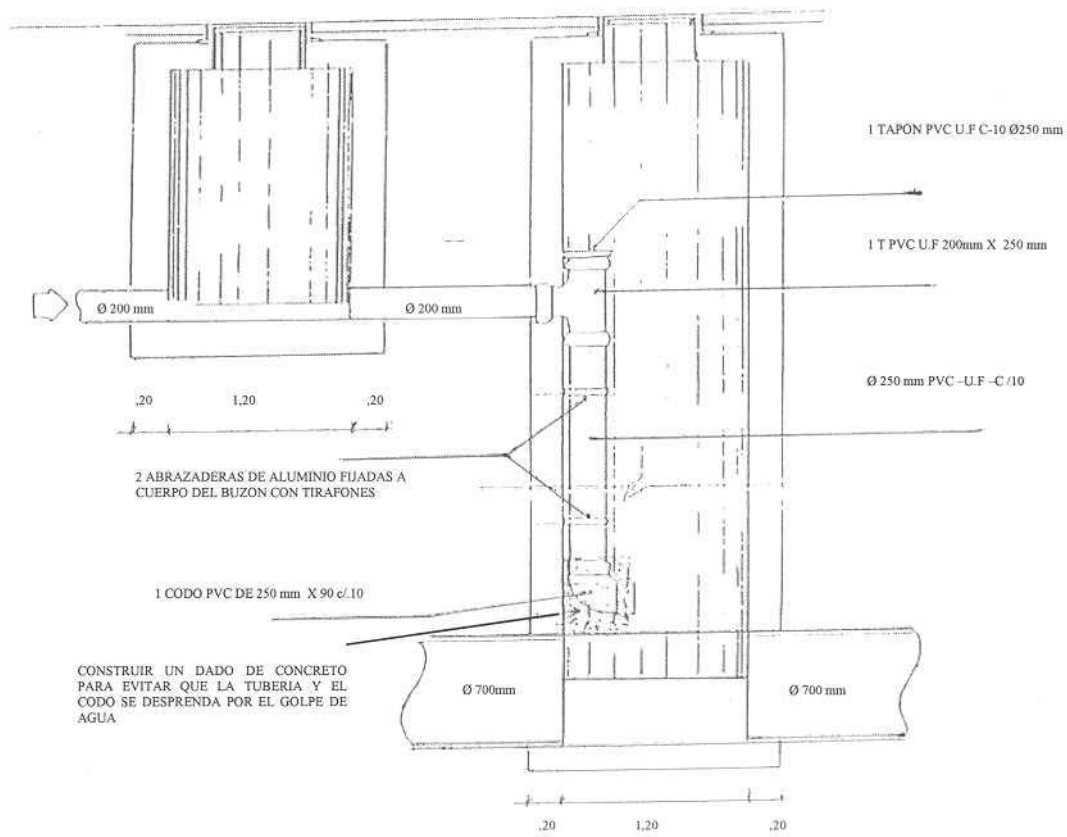 1 TAPÓN PVC U.F C-10 Ø250 mm
1 T PVC U.F 200mm X 250 mm
Ø 200 mm
Ø 200 mm
Ø 250 mm PVC –U.F –C /10
,20
1,20
,20
2 ABRAZADERAS DE ALUMINIO FIJADAS A
CUERPO DEL BUZON CON TIRAFONES
1 CODO PVC DE 250 mm X 90 c/.10
CONSTRUIR UN DADO DE CONCRETO
PARA EVITAR QUE LA TUBERIA Y EL
CODO SE DESPRENDA POR EL GOLPE DE
AGUA
Ø 700mm
Ø 700 mm
,20
1,20
,20